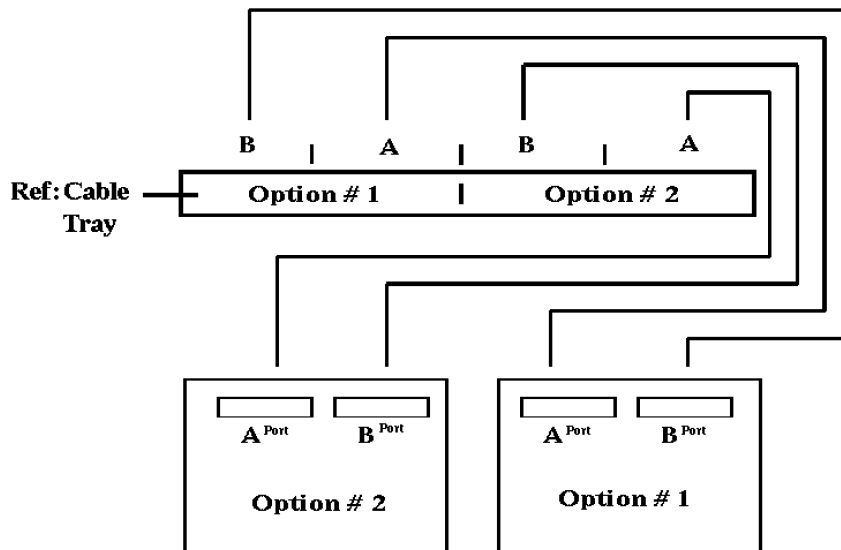 B A B A
Ref: Cable
Tray
Option # 1 Option # 2
A Port B Port A Port B Port
Option # 2 Option # 1